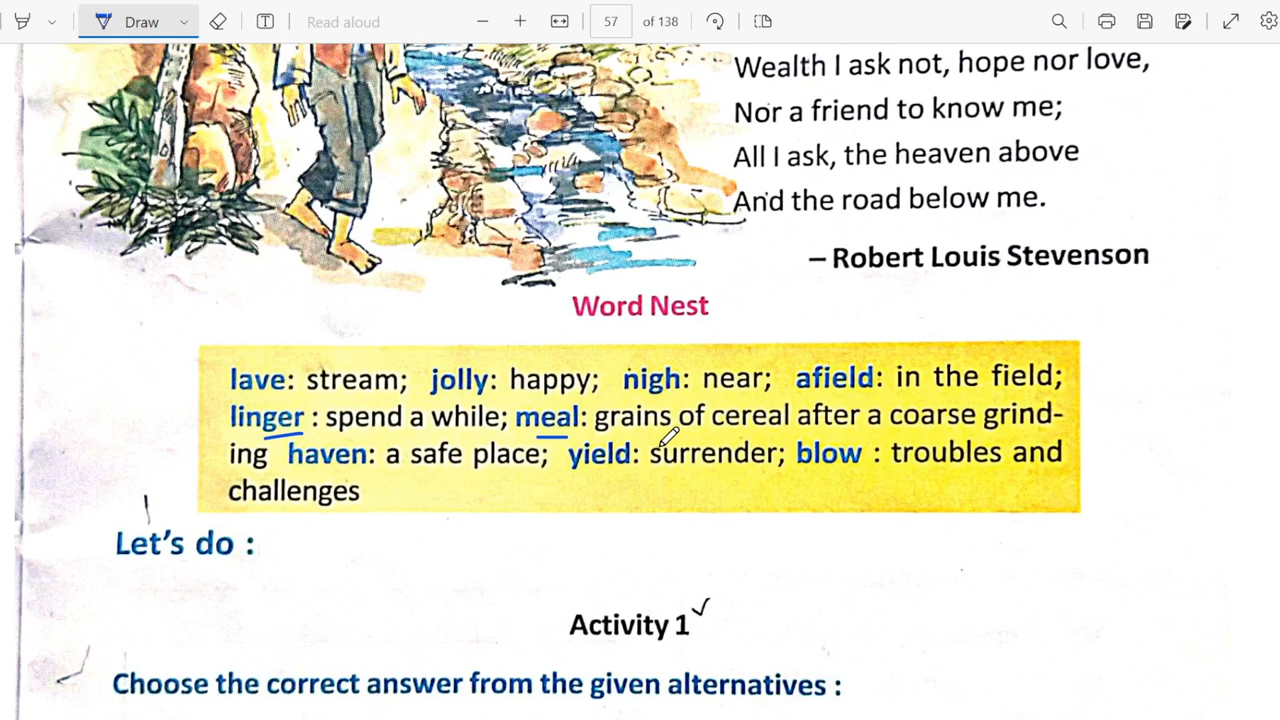 Draw Read aloud 57 of 138
Wealth I ask not, hope nor love,
Nor a friend to know me;
All I ask, the heaven above
And the road below me.
– Robert Louis Stevenson
Word Nest
lave: stream; jolly: happy; nigh: near; afield: in the field;
linger : spend a while; meal: grains of cereal after a coarse grind-
ing haven: a safe place; yield: surrender; blow : troubles and
challenges
Let's do :
Activity 1
Choose the correct answer from the given alternatives :